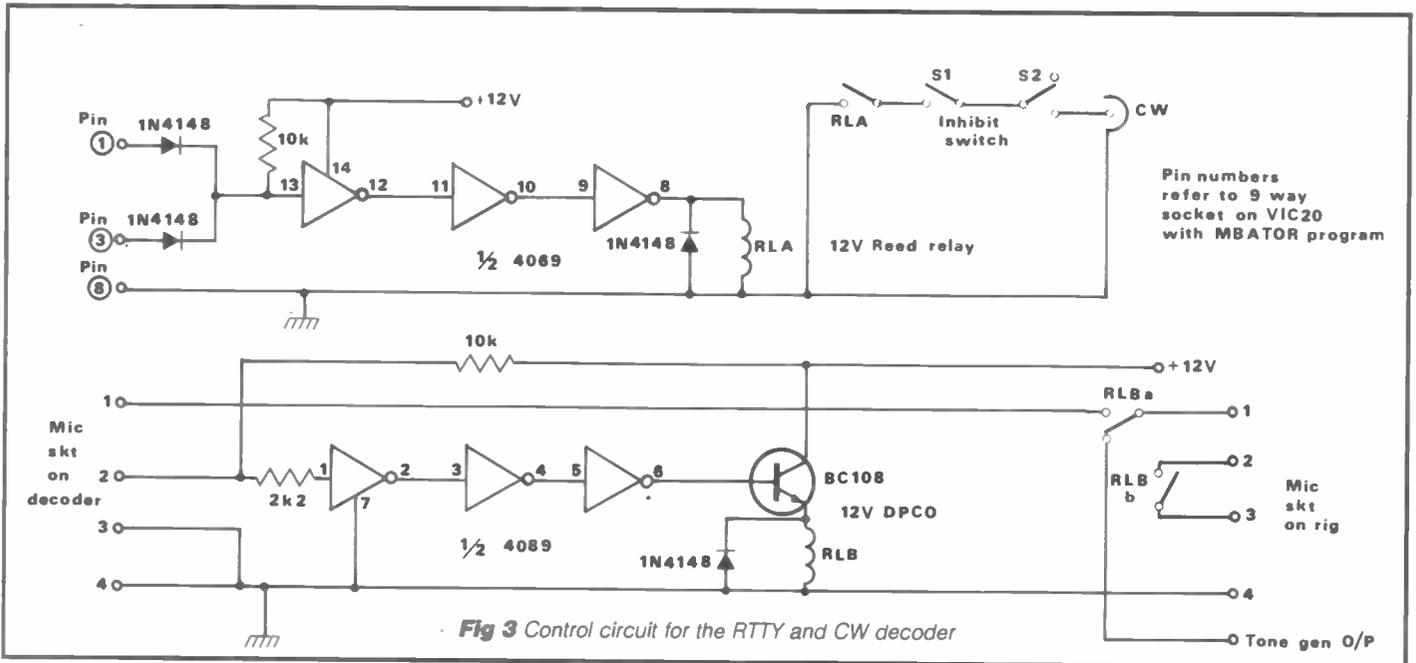 +12V
Pin
1
1N4148
10k
14
13
12
11
10
9
8
Pin
3
1N4148
Pin
8
½ 4069
1N4148
RLA
12V Reed relay
RLA
S1
Inhibit
switch
S2
CW
Pin numbers
refer to 9 way
socket on VIC20
with MBATOR program
10k
+12V
Mic
skt
on
decoder
1
2
3
4
2k2
1
2
7
3
4
5
6
½ 4089
BC108
12V DPCO
1N4148
RLB
RLBa
1
RLB
b
2
3
Mic
skt
on rig
4
Tone gen O/P
Fig 3 Control circuit for the RTTY and CW decoder